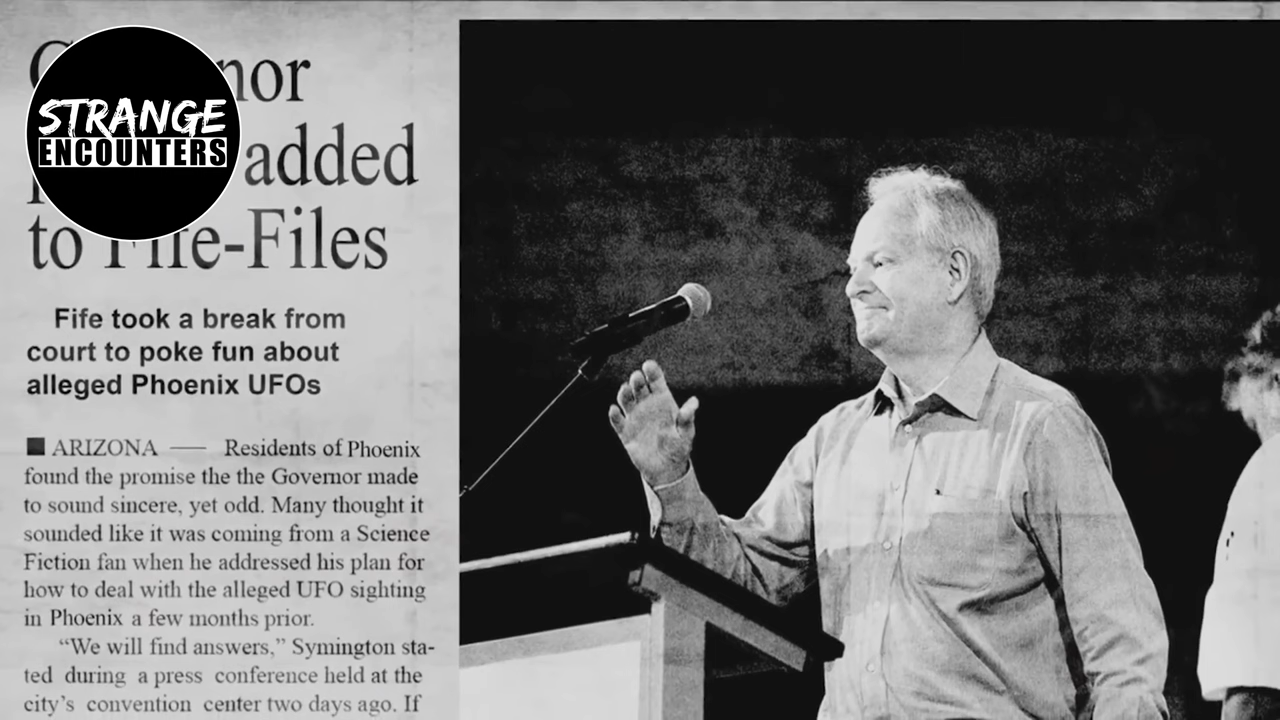 STRANGE
ENCOUNTERS
nor
added
to Fife-Files
Fife took a break from
court to poke fun about
alleged Phoenix UFOs
ARIZONA — Residents of Phoenix
found the promise the the Governor made
to sound sincere, yet odd. Many thought it
sounded like it was coming from a Science
Fiction fan when he addressed his plan for
how to deal with the alleged UFO sighting
in Phoenix a few months prior.
“We will find answers,” Symington sta-
ted during a press conference held at the
city’s convention center two days ago. If